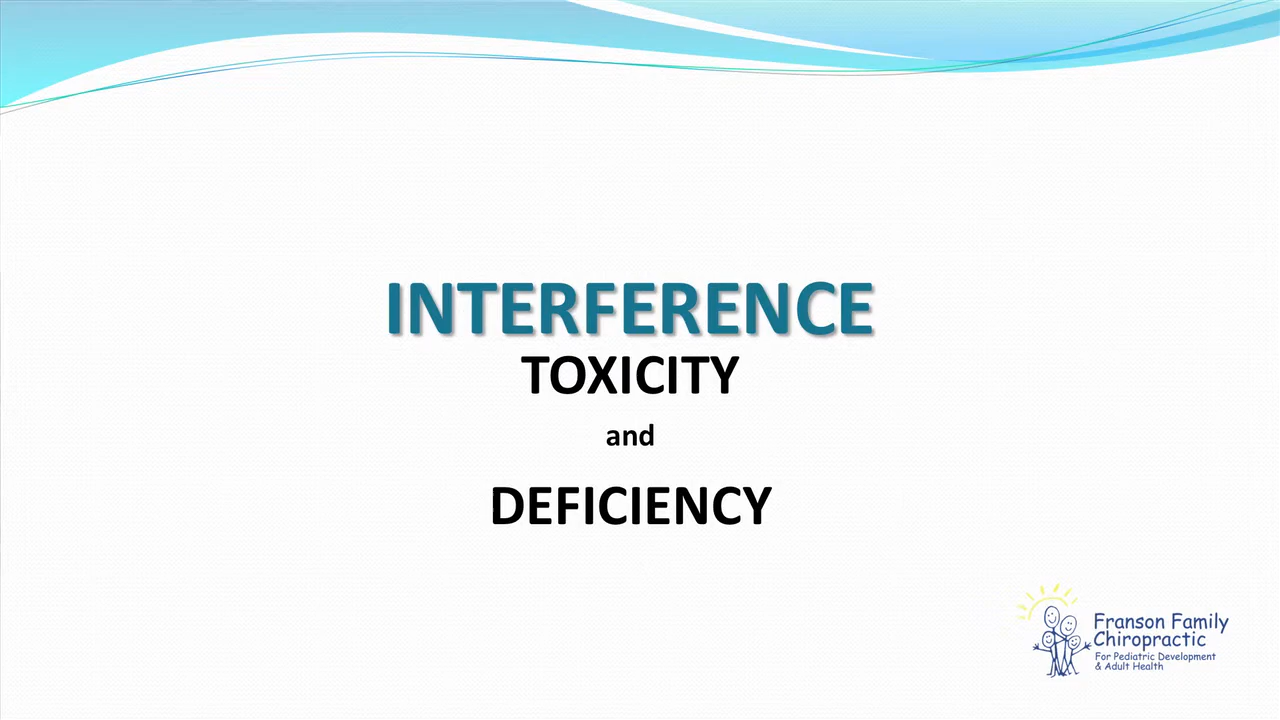 INTERFERENCE
TOXICITY
and
DEFICIENCY
Franson Family
Chiropractic
For Pediatric Development
& Adult Health